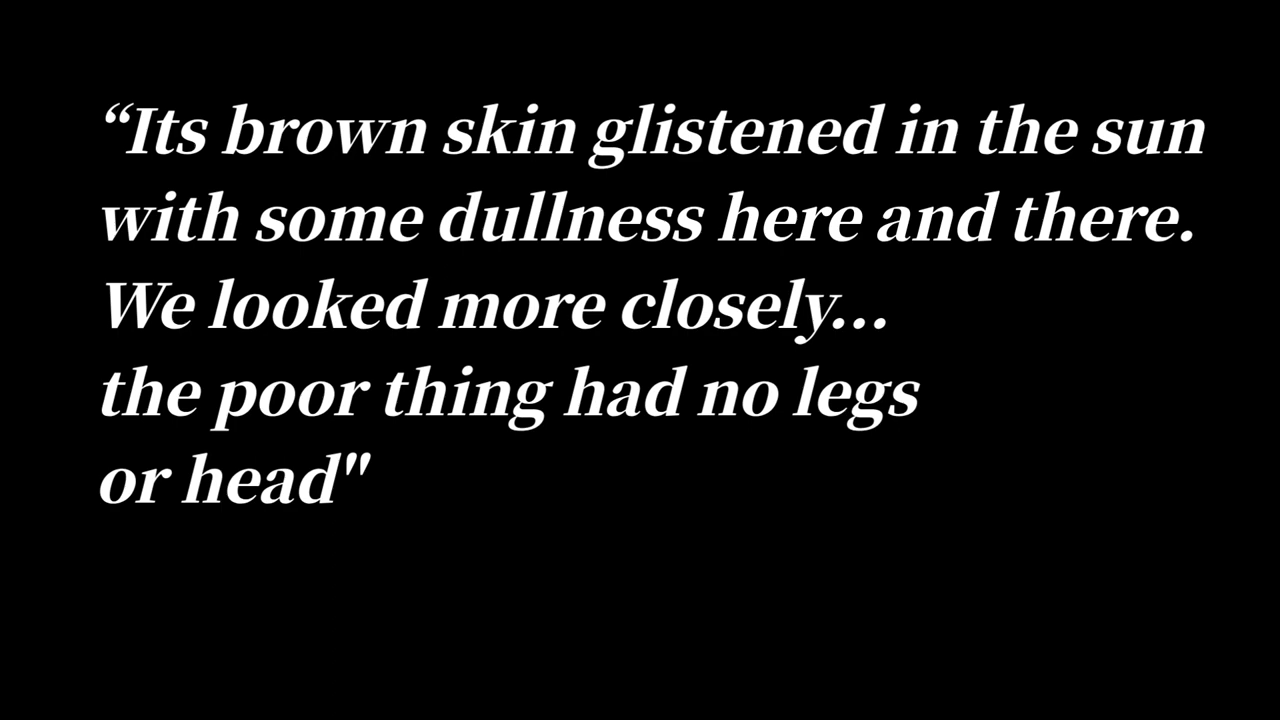 “Its brown skin glistened in the sun
with some dullness here and there.
We looked more closely...
the poor thing had no legs
or head"